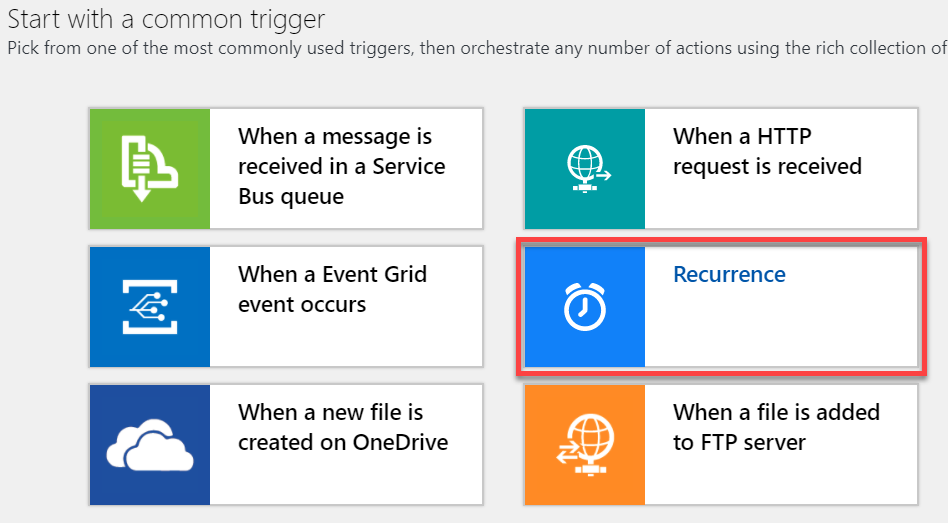 Start with a common trigger
Pick from one of the most commonly used triggers, then orchestrate any number of actions using the rich collection of
When a message is
received in a Service
Bus queue
When a HTTP
request is received
When a Event Grid
event occurs
Recurrence
When a new file is
created on OneDrive
When a file is added
to FTP server